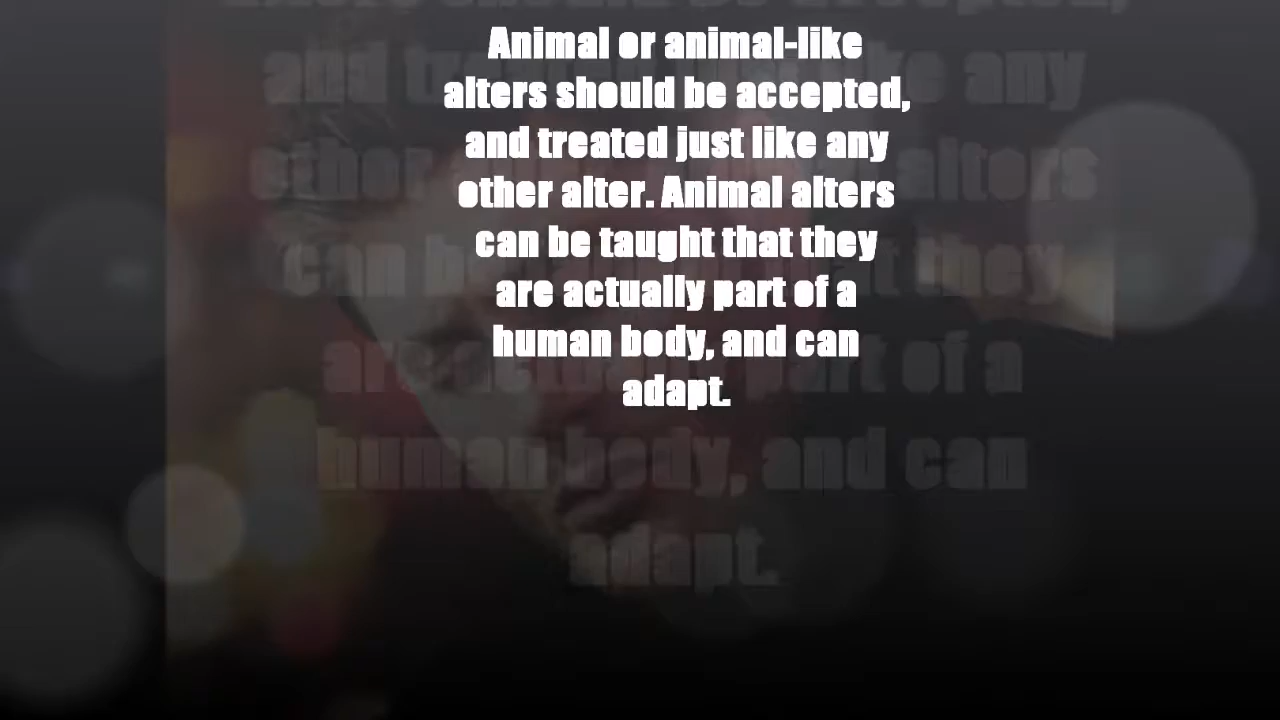 Animal or animal-like
alters should be accepted,
and treated just like any
other alter. Animal alters
can be taught that they
are actually part of a
human body, and can
adapt.